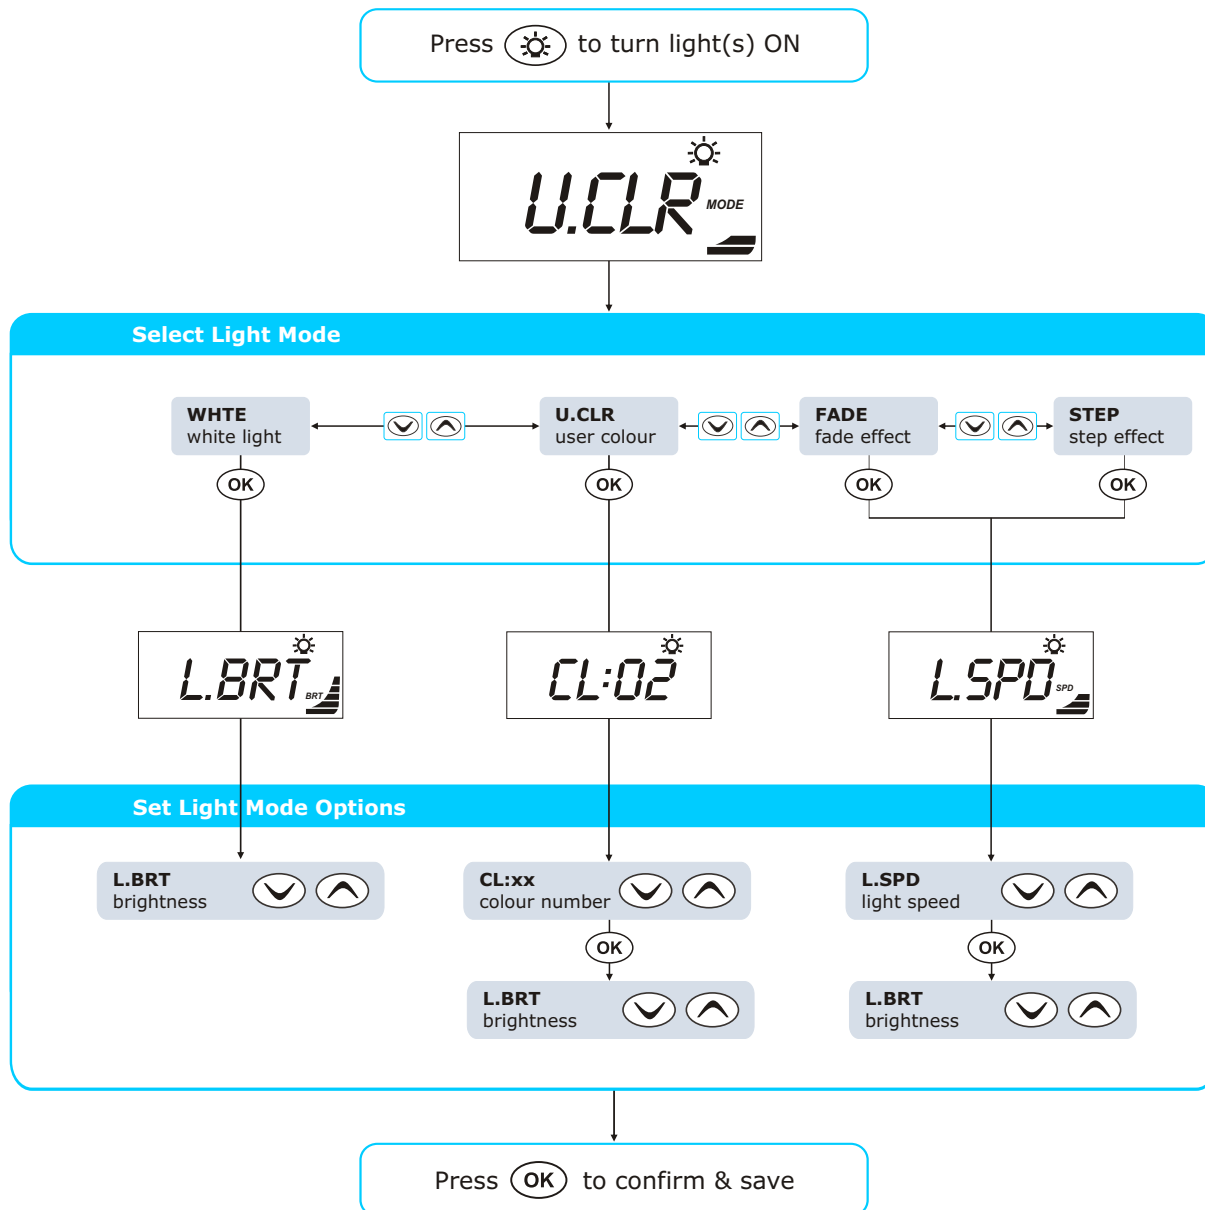 Press to turn light(s) ON
U.CLR
MODE
Select Light Mode
WHTE
white light
U.CLR
user colour
FADE
fade effect
STEP
step effect
OK
OK
OK
OK
L.BRT
BRT
CL:02
L.SPD
SPD
Set Light Mode Options
L.BRT
brightness
CL:xx
colour number
L.SPD
light speed
OK
OK
L.BRT
brightness
L.BRT
brightness
Press OK to confirm & save